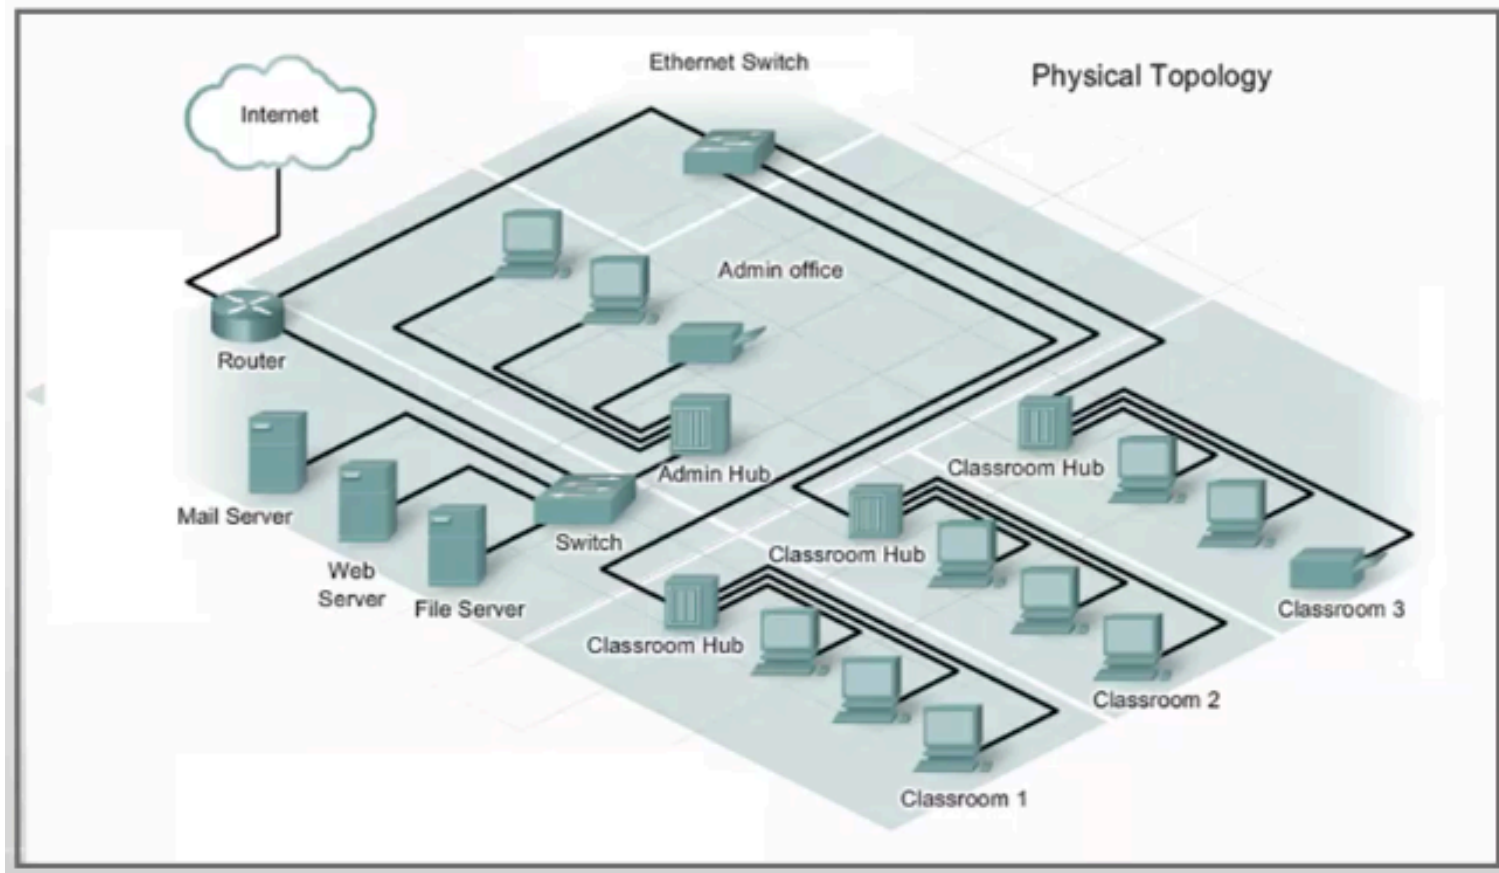 Ethernet Switch
Physical Topology
Internet
Admin office
Router
Classroom Hub
Admin Hub
Mail Server
Switch
Classroom Hub
Web
Server
File Server
Classroom 3
Classroom Hub
Classroom 2
Classroom 1